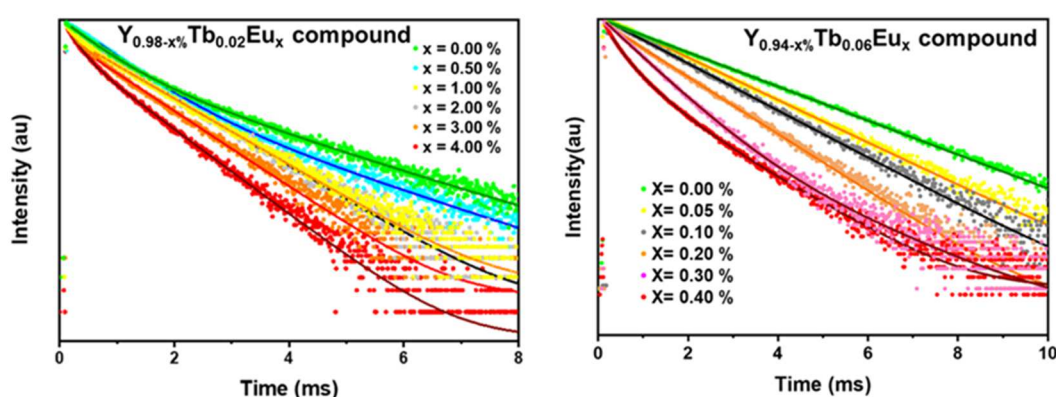 Y0.98-x%Tb0.02Eux compound
x = 0.00 %
x = 0.50 %
x = 1.00 %
x = 2.00 %
x = 3.00 %
x = 4.00 %
Intensity (au)
0
2
4
6
8
Time (ms)
Y0.94-x%Tb0.06Eux compound
X= 0.00 %
X= 0.05 %
X= 0.10 %
X= 0.20 %
X= 0.30 %
X= 0.40 %
Intensity(au)
0
2
4
6
8
10
Time (ms)